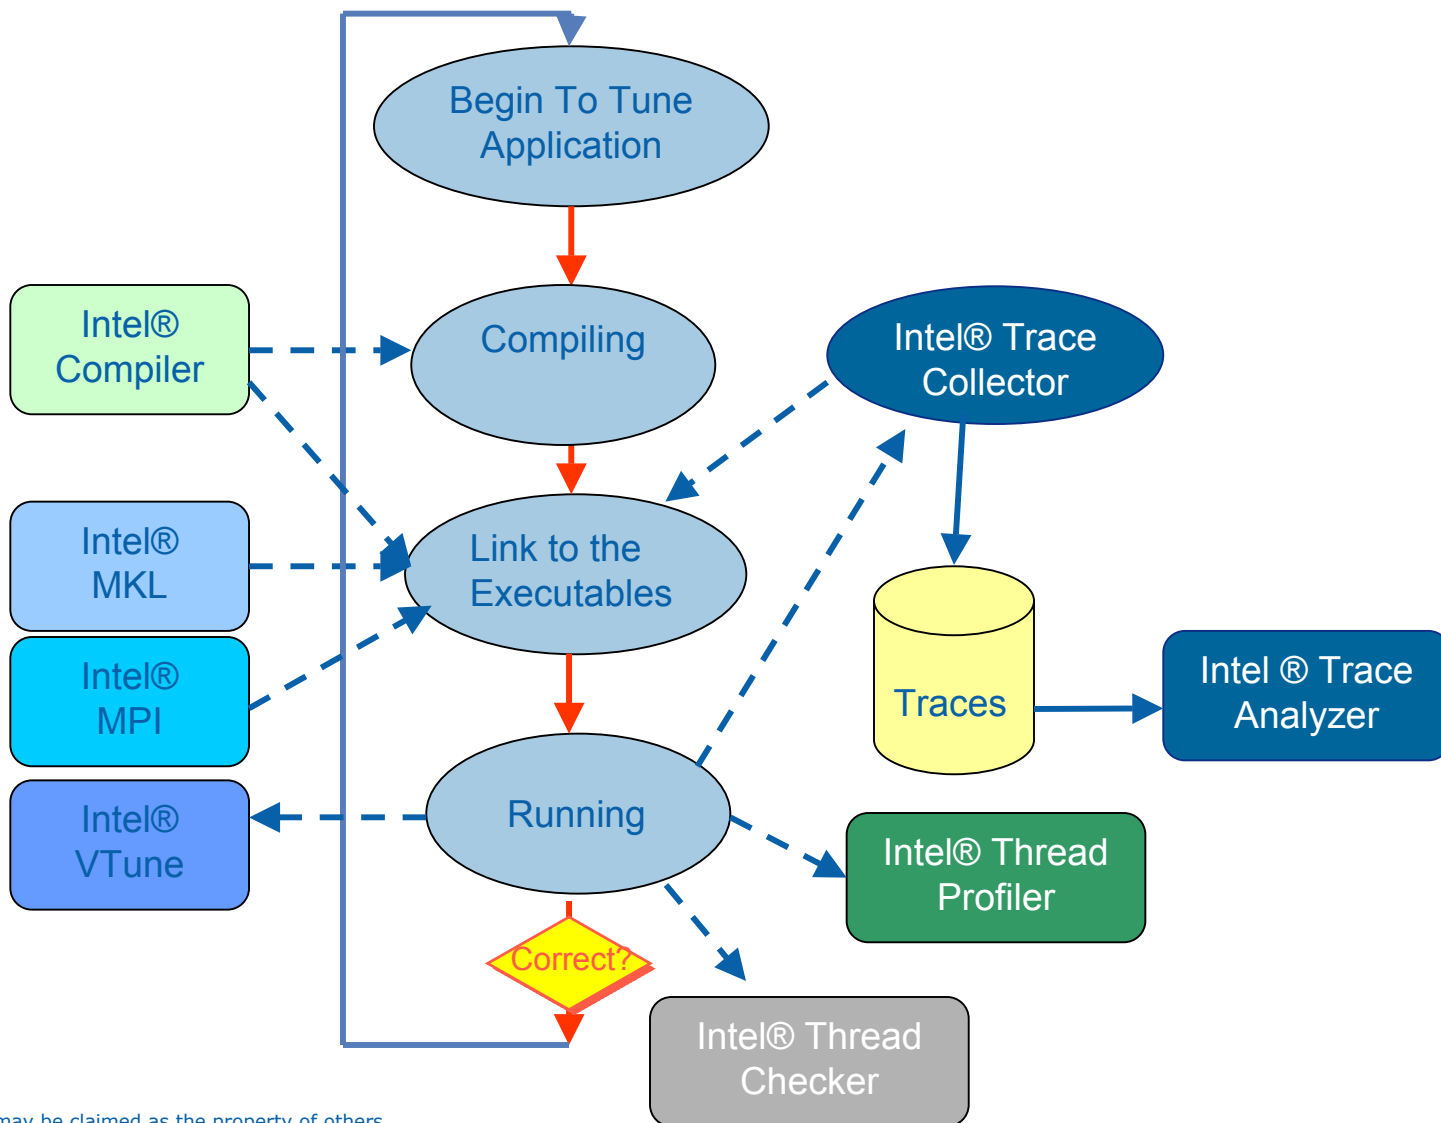 Begin To Tune
Application
Intel®
Compiler
Compiling
Intel® Trace
Collector
Intel®
MKL
Link to the
Executables
Intel®
MPI
Traces
Intel ® Trace
Analyzer
Intel®
VTune
Running
Intel® Thread
Profiler
Correct?
Intel® Thread
Checker
may be claimed as the property of others